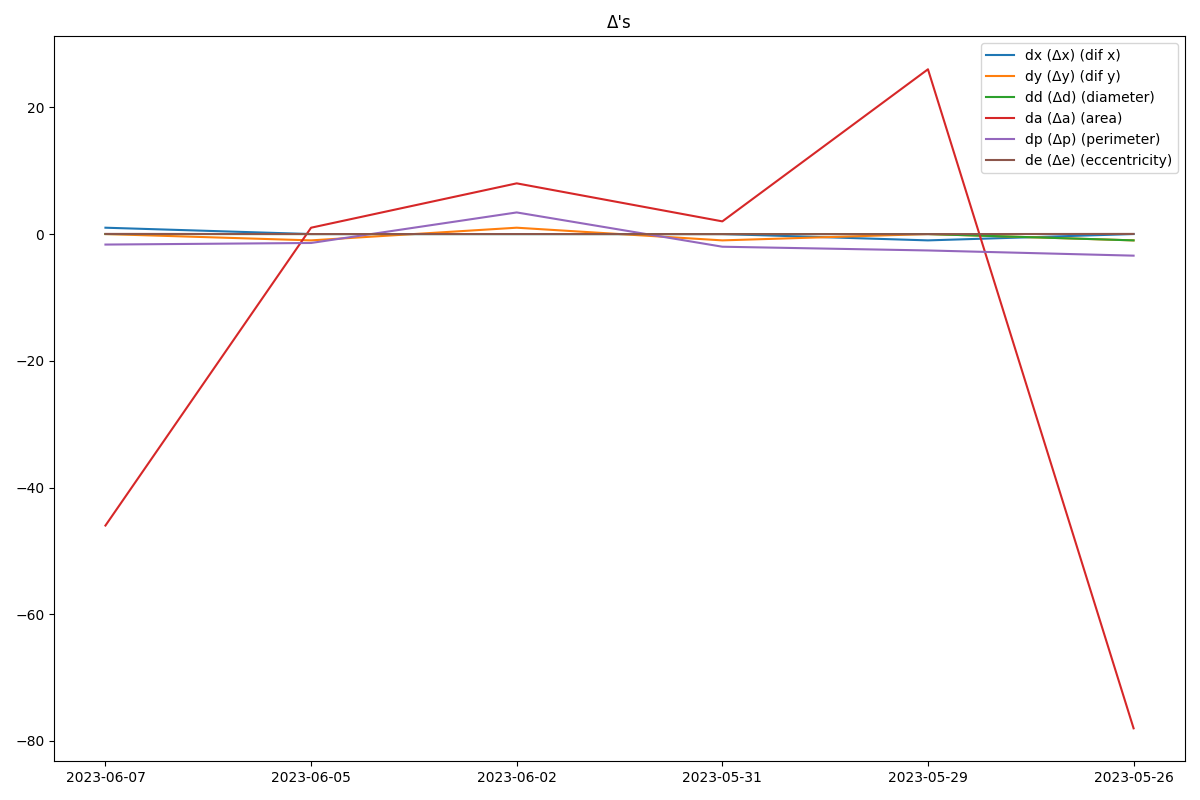 Δ's
dx (Δx) (dif x)
dy (Δy) (dif y)
dd (Δd) (diameter)
da (Δa) (area)
dp (Δp) (perimeter)
de (Δe) (eccentricity)
20
0
−20
−40
−60
−80
2023-06-07 2023-06-05 2023-06-02 2023-05-31 2023-05-29 2023-05-26